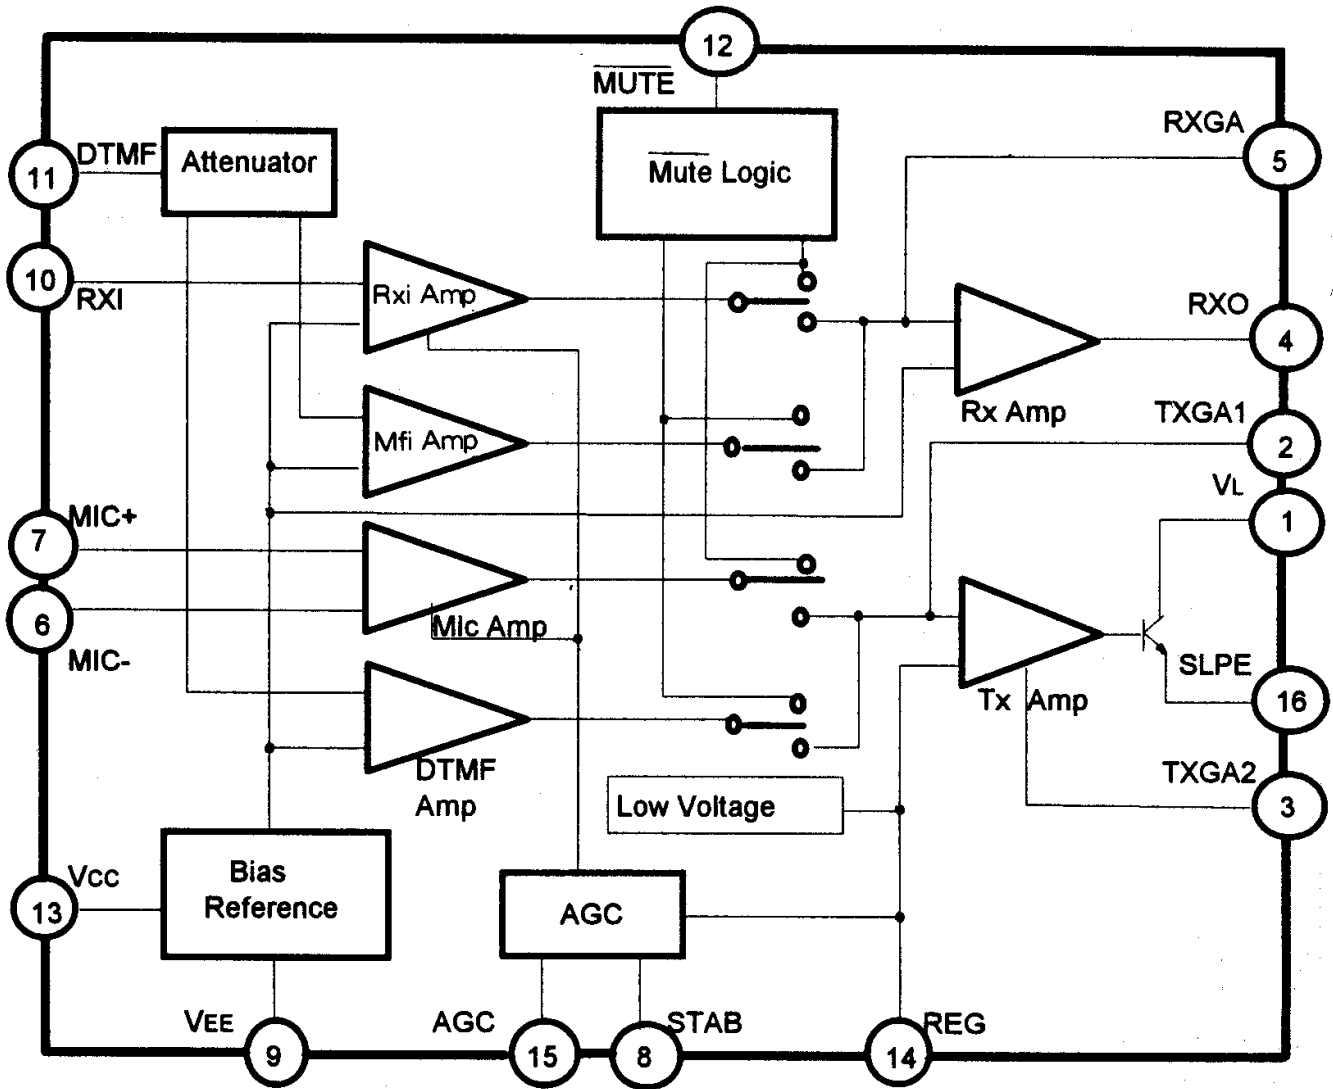 12
MUTE
RXGA
5
11
DTMF
Attenuator
Mute Logic
10
RXI
Rxi Amp
RXO
4
Rx Amp
TXGA1
2
Mfi Amp
VL
1
MIC+
7
6
MIC-
Mic Amp
SLPE
16
Tx Amp
TXGA2
3
DTMF
Amp
Low Voltage
Vcc
13
Bias
Reference
AGC
VEE
9
AGC
15
8
STAB
14
REG